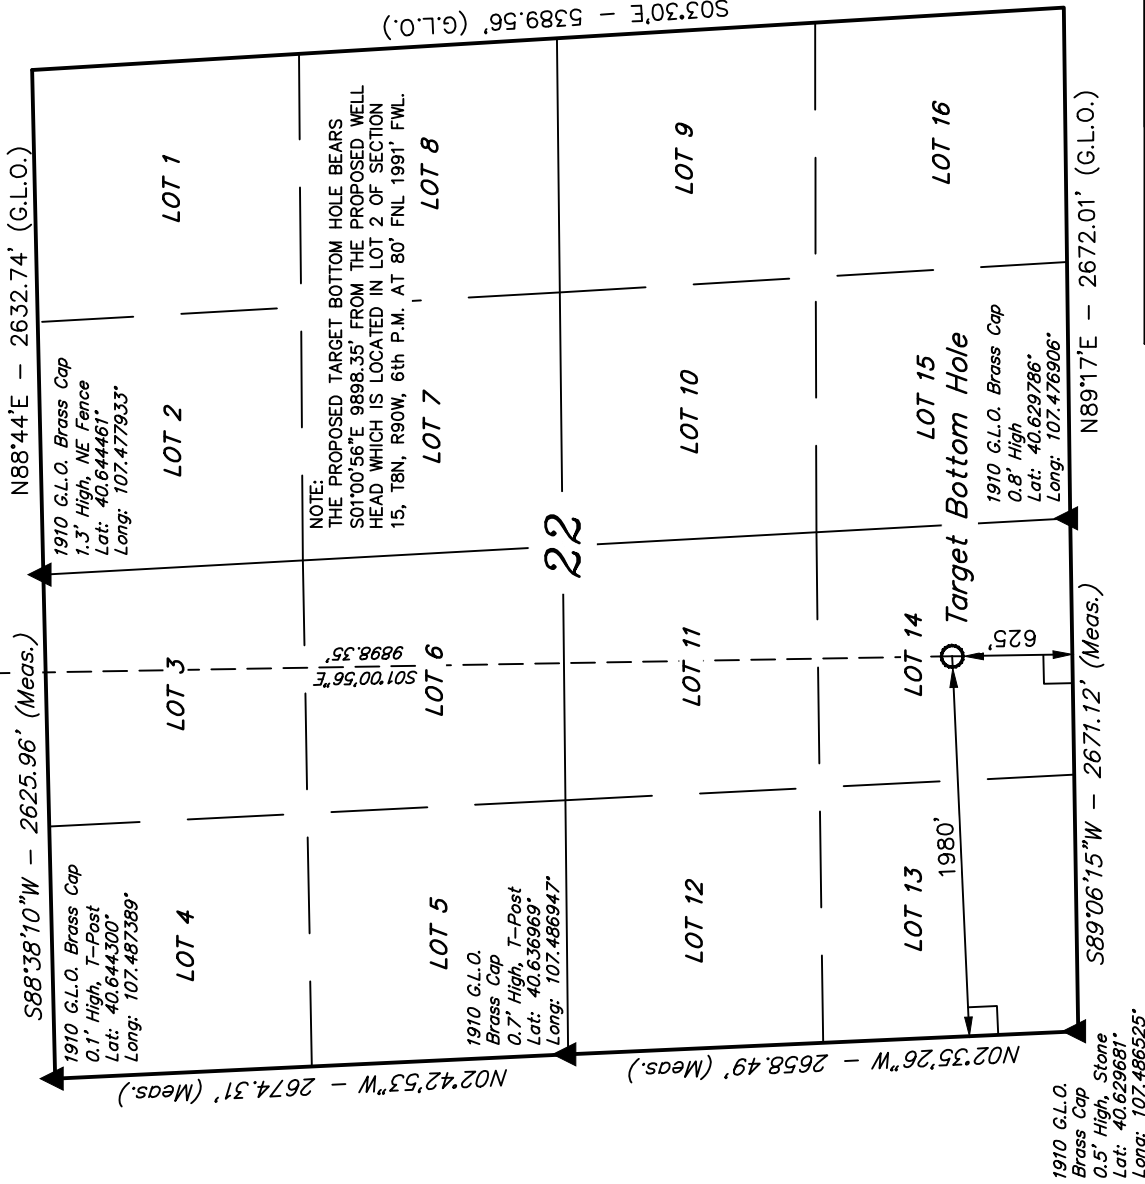 S03°30'E – 5389.56' (G.L.O.)
N88°44'E – 2632.74' (G.L.O.)
S88°38'10"W – 2625.96' (Meas.)
1910 G.L.O. Brass Cap
0.1' High, T-Post
Lat: 40.644300°
Long: 107.487389°
1910 G.L.O. Brass Cap
1.3' High, NE Fence
Lat: 40.644461°
Long: 107.477933°
LOT 4
LOT 3
LOT 2
LOT 1
NOTE:
THE PROPOSED TARGET BOTTOM HOLE BEARS
S01°00'56"E 9898.35' FROM THE PROPOSED WELL
HEAD WHICH IS LOCATED IN LOT 2 OF SECTION
15, T8N, R90W, 6th P.M. AT 80' FNL 1991' FWL.
S01°00'56"E
9898.35'
LOT 5
LOT 6
LOT 7
LOT 8
N02°42'53"W – 2674.31' (Meas.)
1910 G.L.O.
Brass Cap
0.7' High, T-Post
Lat: 40.636969°
Long: 107.486947°
22
LOT 12
LOT 11
LOT 10
LOT 9
N02°35'26"W – 2658.49' (Meas.)
LOT 13
LOT 14
LOT 15
LOT 16
1980'
Target Bottom Hole
625'
1910 G.L.O. Brass Cap
0.8' High
Lat: 40.629786°
Long: 107.476906°
S89°06'15"W – 2671.12' (Meas.)
N89°17'E – 2672.01' (G.L.O.)
1910 G.L.O.
Brass Cap
0.5' High, Stone
Lat: 40.629681°
Long: 107.486525°